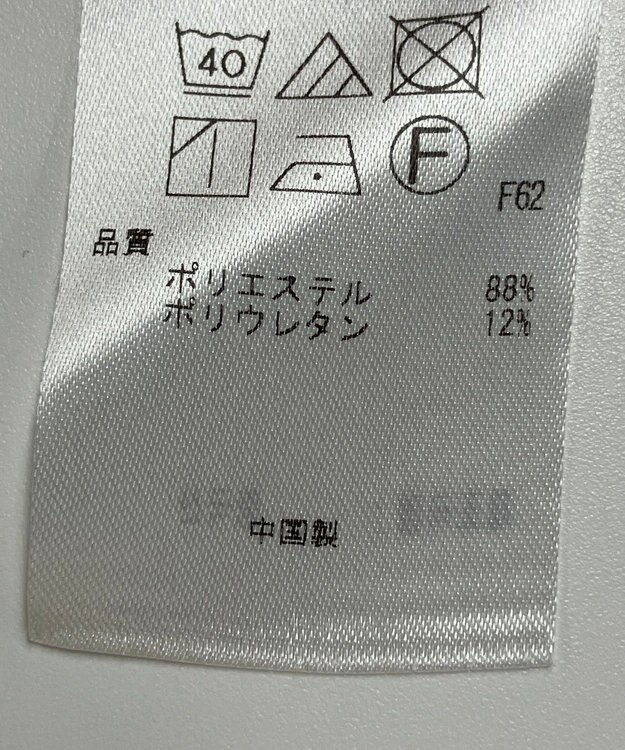 40
F
F62
品質
ポリエステル 88%
ポリウレタン 12%
中国製